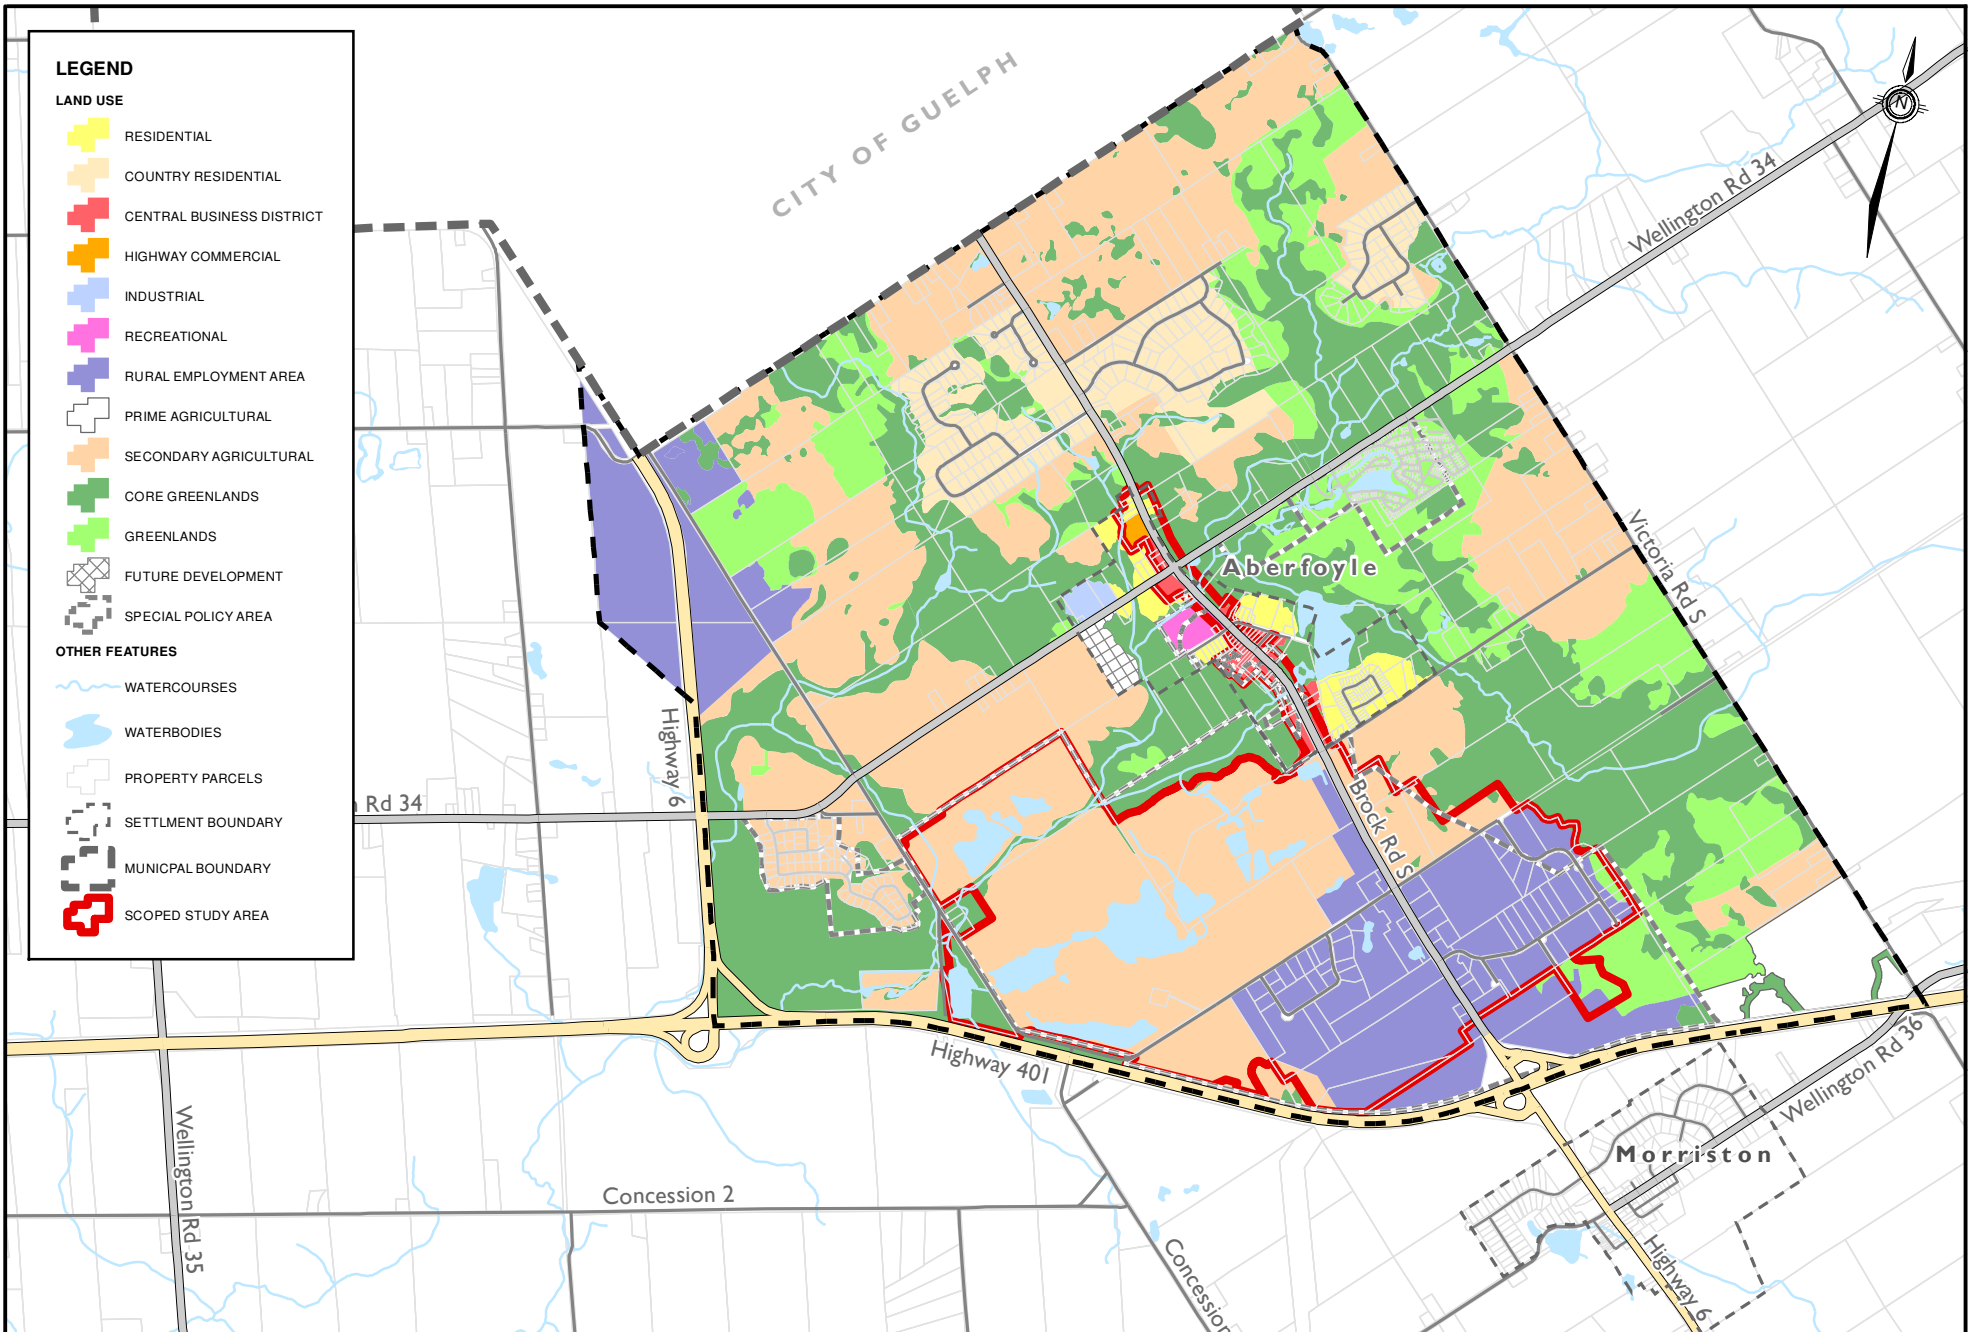 LEGEND
LAND USE
RESIDENTIAL
COUNTRY RESIDENTIAL
CENTRAL BUSINESS DISTRICT
HIGHWAY COMMERCIAL
INDUSTRIAL
RECREATIONAL
RURAL EMPLOYMENT AREA
PRIME AGRICULTURAL
SECONDARY AGRICULTURAL
CORE GREENLANDS
GREENLANDS
FUTURE DEVELOPMENT
SPECIAL POLICY AREA
OTHER FEATURES
WATERCOURSES
WATERBODIES
PROPERTY PARCELS
SETTLMENT BOUNDARY
MUNICPAL BOUNDARY
SCOPED STUDY AREA
CITY OF GUELPH
N
Wellington Rd 34
Victoria Rd S
Aberfoyle
Highway 6
Rd 34
Brock Rd S
Highway 401
Wellington Rd 36
Morriston
Wellington Rd 35
Concession 2
Concession
Highway 6